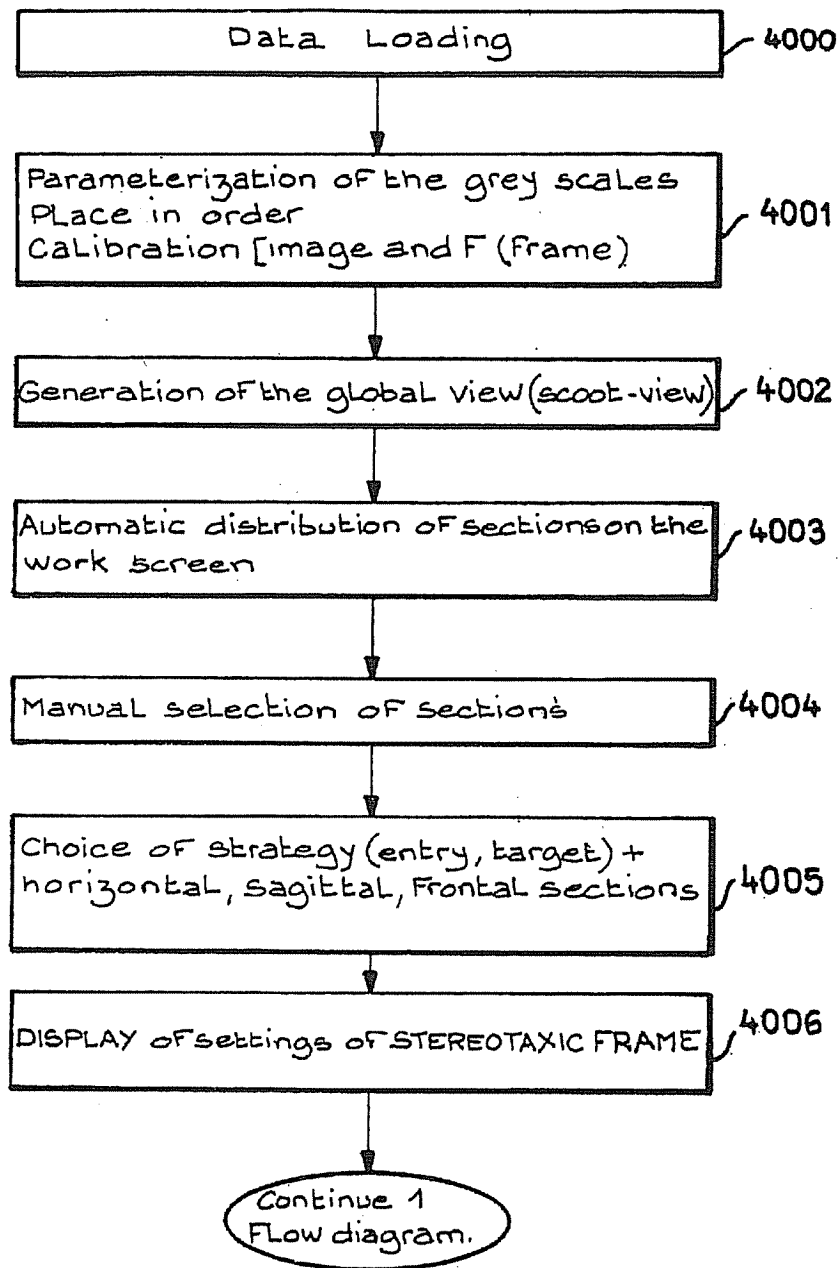 Data Loading
4000
Parameterization of the grey scales
Place in order
Calibration [image and F (Frame)
4001
Generation of the global view (scoot-view)
4002
Automatic distribution of sections on the
work screen
4003
Manual selection of sections
4004
Choice of strategy (entry, target) +
horizontal, sagittal, Frontal sections
4005
DISPLAY of settings of STEREOTAXIC FRAME
4006
Continue 1
Flow diagram.